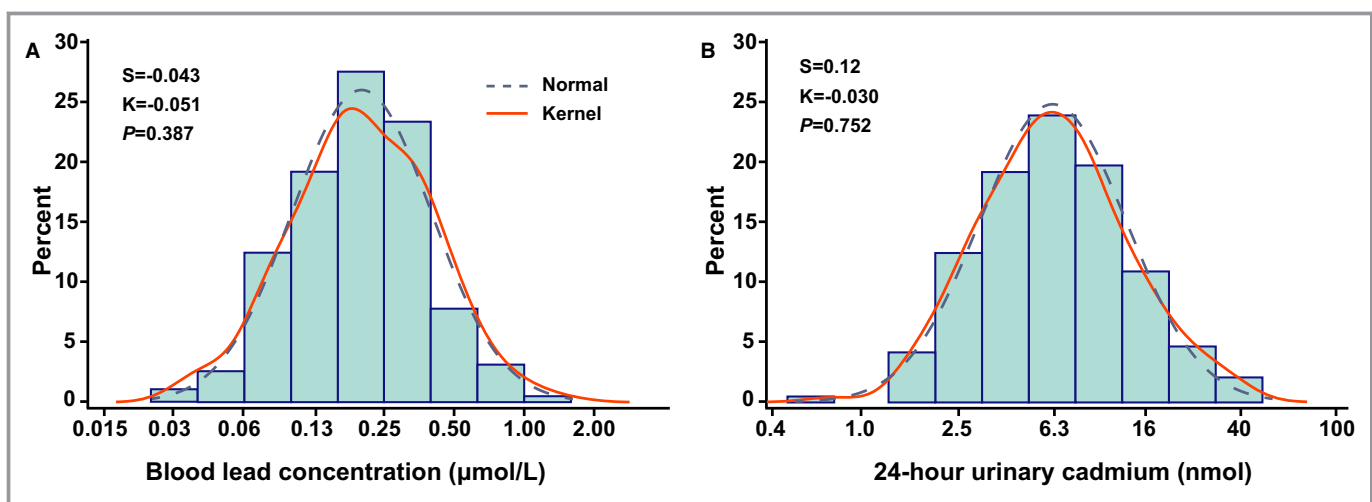 A
30
25
20
15
10
5
0
Percent
S=-0.043
K=-0.051
P=0.387
Normal
Kernel
0.015 0.03 0.06 0.13 0.25 0.50 1.00 2.00
Blood lead concentration (µmol/L)
B
30
25
20
15
10
5
0
Percent
S=0.12
K=-0.030
P=0.752
0.4 1.0 2.5 6.3 16 40 100
24-hour urinary cadmium (nmol)